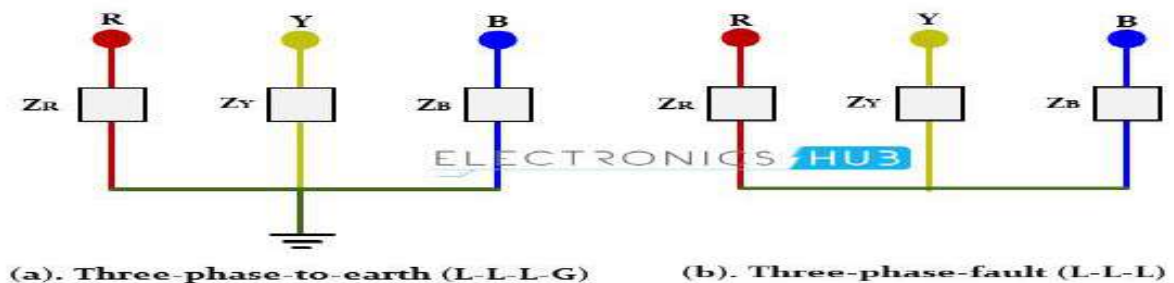 R Y B R Y B
ZR ZY ZB ZR ZY ZB
ELECTRONICS HUB
(a). Three-phase-to-earth (L-L-L-G) (b). Three-phase-fault (L-L-L)